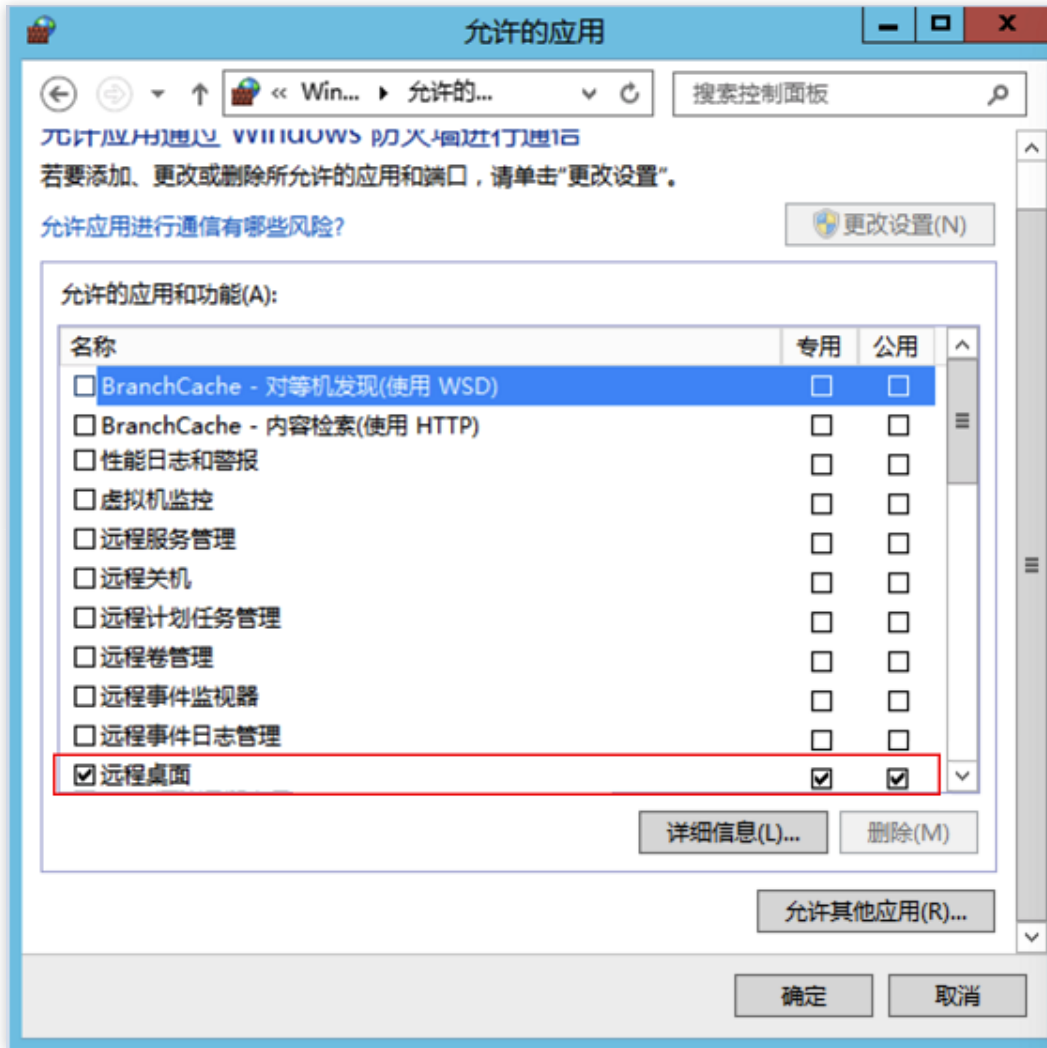 允许的应用
« Win... ▸ 允许的...
搜索控制面板
允许应用通过 Windows 防火墙进行通信
若要添加、更改或删除所允许的应用和端口，请单击“更改设置”。
允许应用进行通信有哪些风险?
更改设置(N)
允许的应用和功能(A):
名称 专用 公用
BranchCache - 对等机发现(使用 WSD)
BranchCache - 内容检索(使用 HTTP)
性能日志和警报
虚拟机监控
远程服务管理
远程关机
远程计划任务管理
远程卷管理
远程事件监视器
远程事件日志管理
远程桌面
详细信息(L)... 删除(M)
允许其他应用(R)...
确定 取消